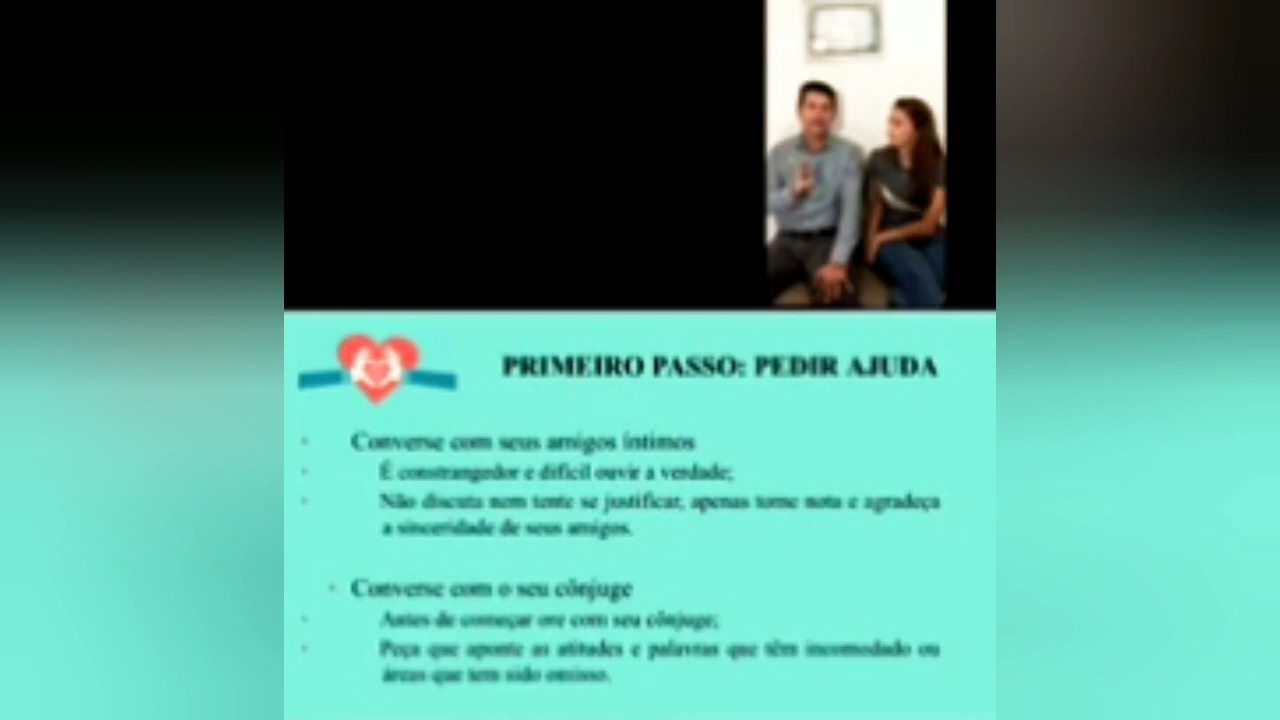 PRIMEIRO PASSO: PEDIR AJUDA
· Converse com seus amigos íntimos
· É constrangedor e difícil ouvir a verdade;
· Não discuta nem tente se justificar, apenas tome nota e agradeça
a sinceridade de seus amigos.
· Converse com o seu cônjuge
· Antes de começar ore com seu cônjuge;
· Peça que aponte as atitudes e palavras que têm incomodado ou
áreas que tem sido omisso.